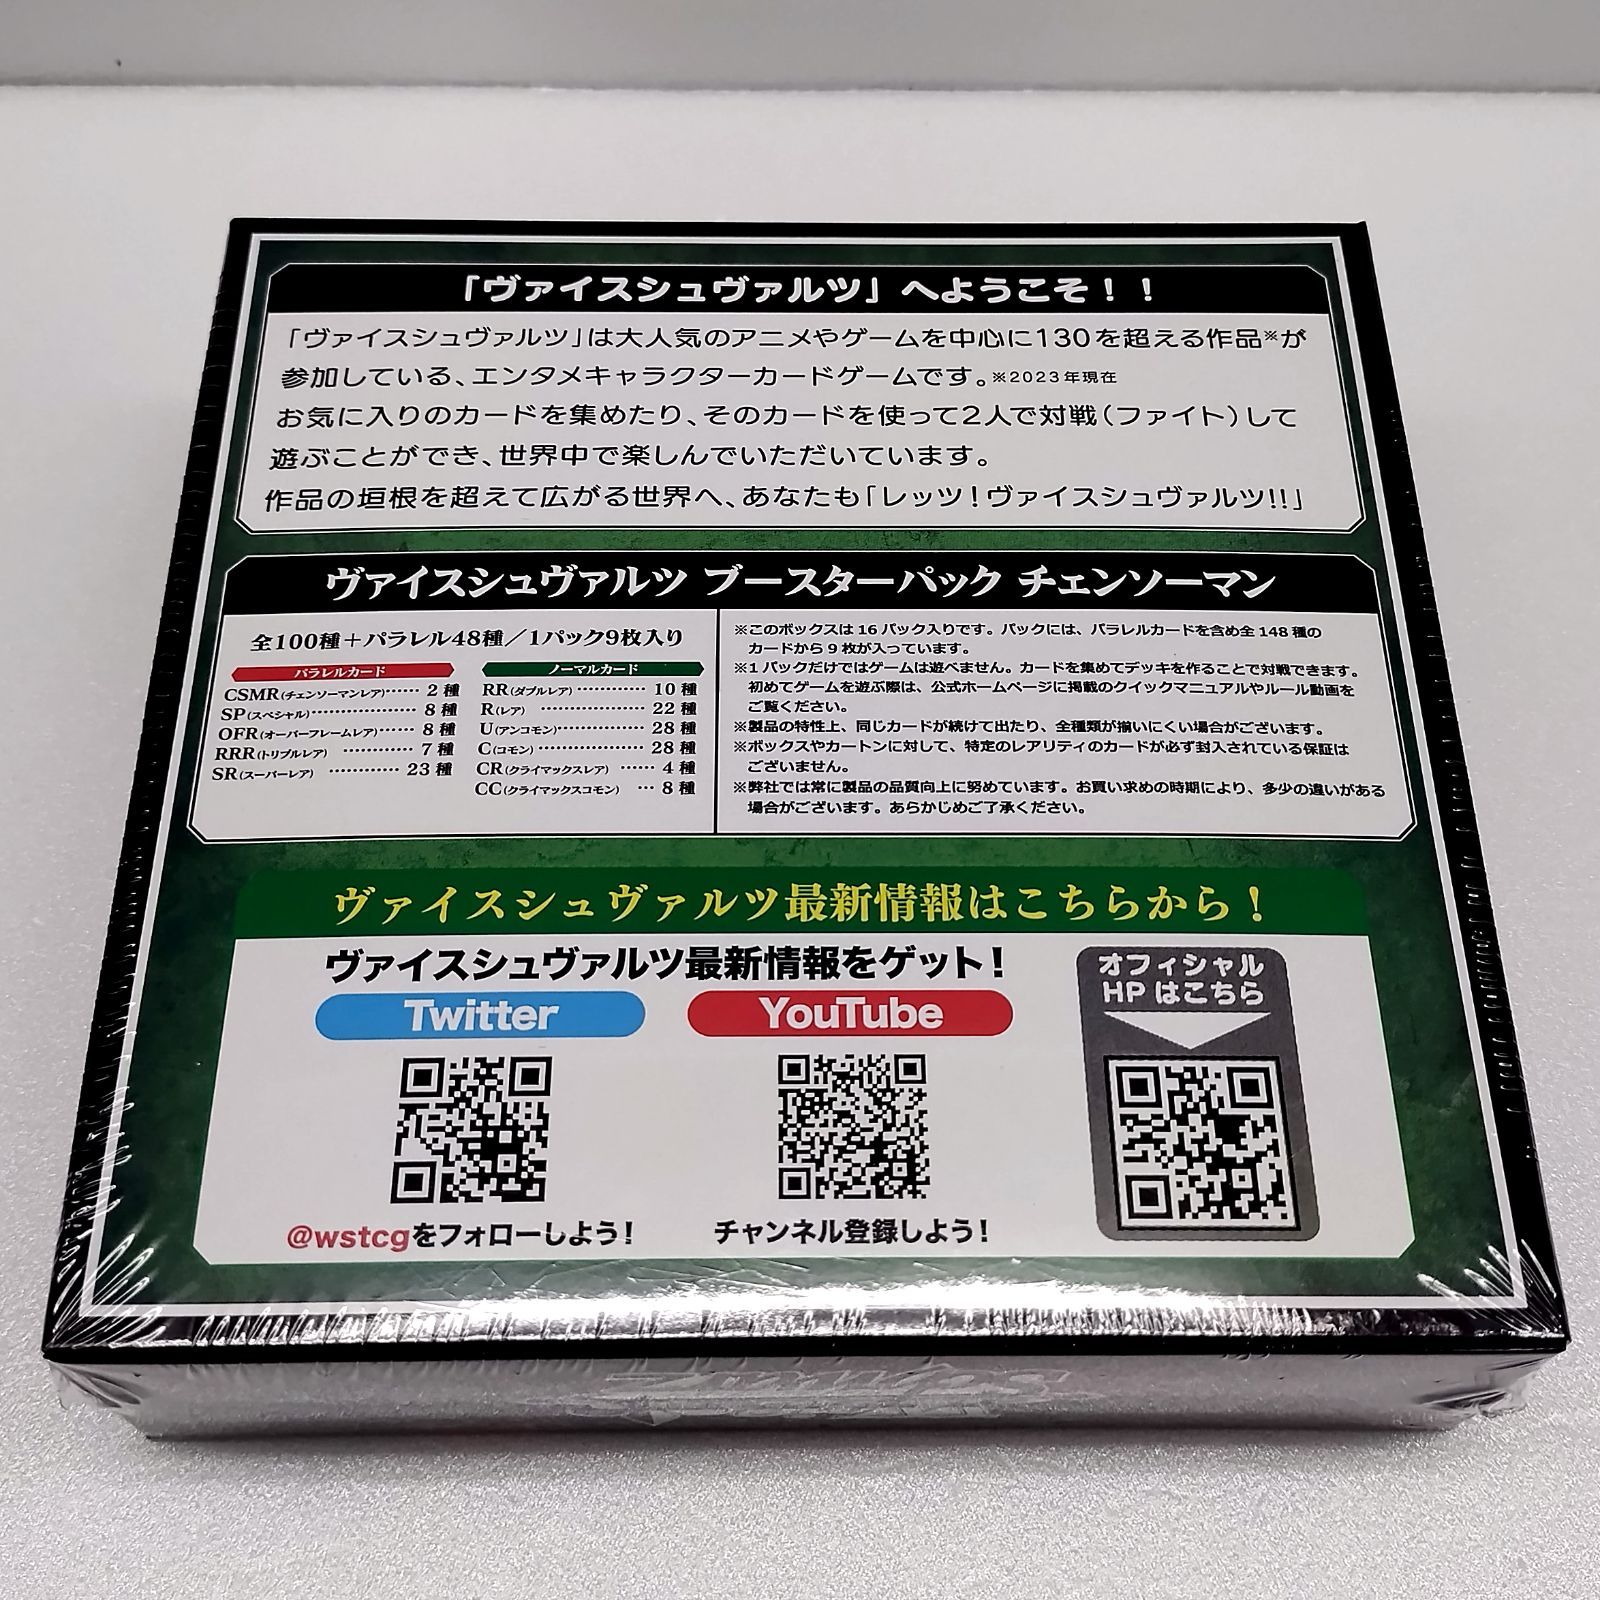 「ヴァイスシュヴァルツ」へようこそ！！
「ヴァイスシュヴァルツ」は大人気のアニメやゲームを中心に130を超える作品※が
参加している、エンタメキャラクターカードゲームです。※2023年現在
お気に入りのカードを集めたり、そのカードを使って2人で対戦（ファイト）して
遊ぶことができ、世界中で楽しんでいただいています。
作品の垣根を超えて広がる世界へ、あなたも「レッツ！ヴァイスシュヴァルツ!!」
ヴァイスシュヴァルツ ブースターパック チェンソーマン
全100種＋パラレル48種／1パック9枚入り
パラレルカード
CSMR(チェンソーマンレア)…… 2 種
SP(スペシャル)……………… 8 種
OFR(オーバーフレームレア)…… 8 種
RRR(トリプルレア) ………… 7 種
SR(スーパーレア) ………… 23 種
ノーマルカード
RR(ダブルレア) ………… 10 種
R(レア) ……………… 22 種
U(アンコモン)…………… 28 種
C(コモン) ……………… 28 種
CR(クライマックスレア) …… 4 種
CC(クライマックスコモン) … 8 種
※このボックスは16パック入りです。パックには、パラレルカードを含め全148種の
カードから9枚が入っています。
※1パックだけではゲームは遊べません。カードを集めてデッキを作ることで対戦できます。
初めてゲームを遊ぶ際は、公式ホームページに掲載のクイックマニュアルやルール動画を
ご覧ください。
※製品の特性上、同じカードが続けて出たり、全種類が揃いにくい場合がございます。
※ボックスやカートンに対して、特定のレアリティのカードが必ず封入されている保証は
ございません。
※弊社では常に製品の品質向上に努めています。お買い求めの時期により、多少の違いがある
場合がございます。あらかじめご了承ください。
ヴァイスシュヴァルツ最新情報はこちらから！
ヴァイスシュヴァルツ最新情報をゲット！
Twitter
@wstcgをフォローしよう！
YouTube
チャンネル登録しよう！
オフィシャル
HPはこちら